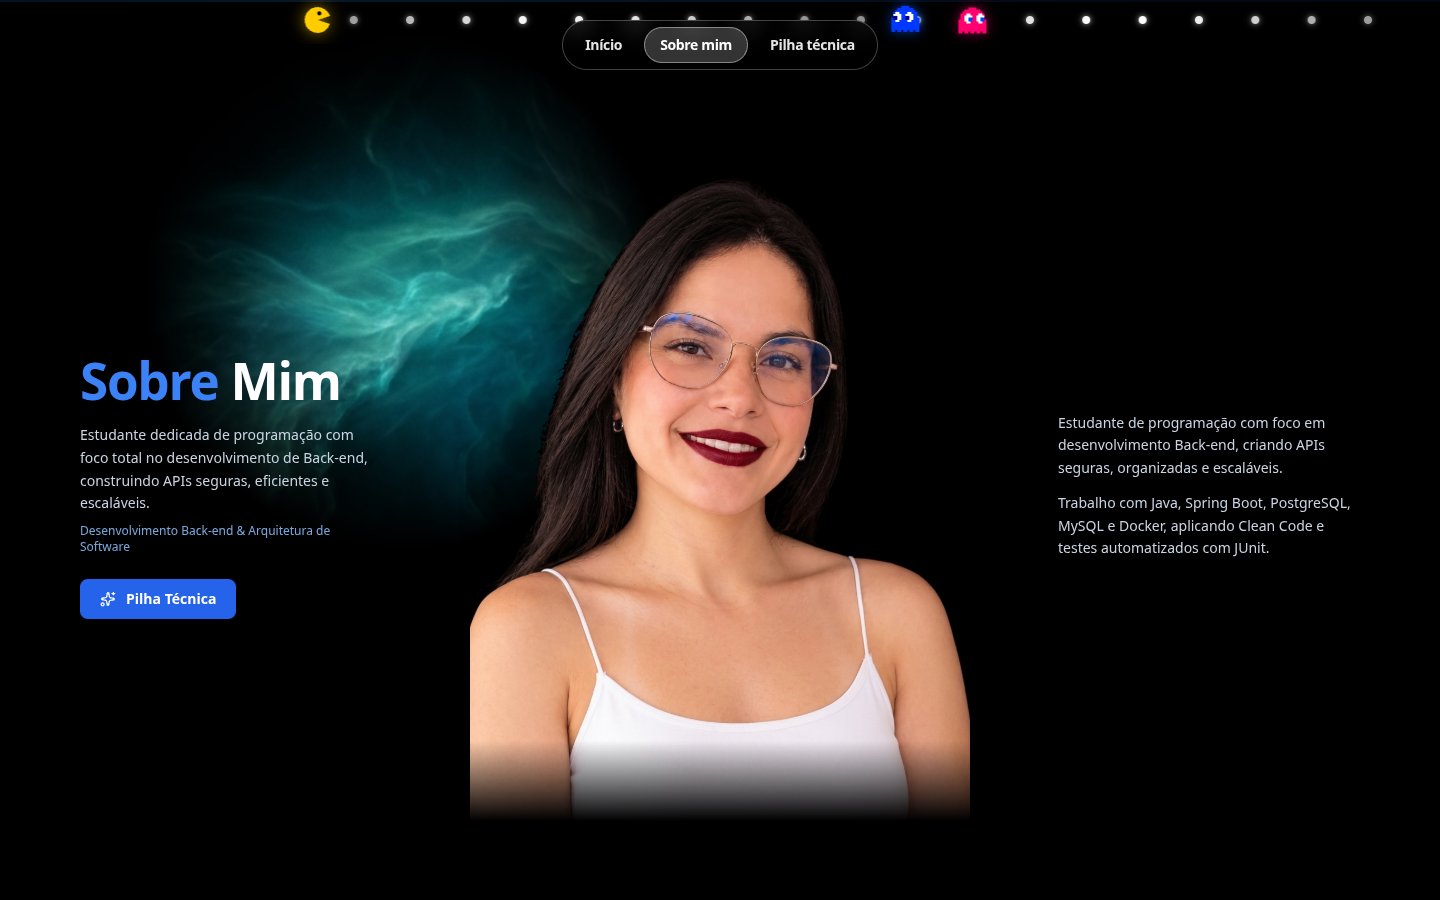 Início
Sobre mim
Pilha técnica
Sobre Mim
Estudante dedicada de programação com
foco total no desenvolvimento de Back-end,
construindo APIs seguras, eficientes e
escaláveis.
Desenvolvimento Back-end & Arquitetura de
Software
Pilha Técnica
Estudante de programação com foco em
desenvolvimento Back-end, criando APIs
seguras, organizadas e escaláveis.
Trabalho com Java, Spring Boot, PostgreSQL,
MySQL e Docker, aplicando Clean Code e
testes automatizados com JUnit.